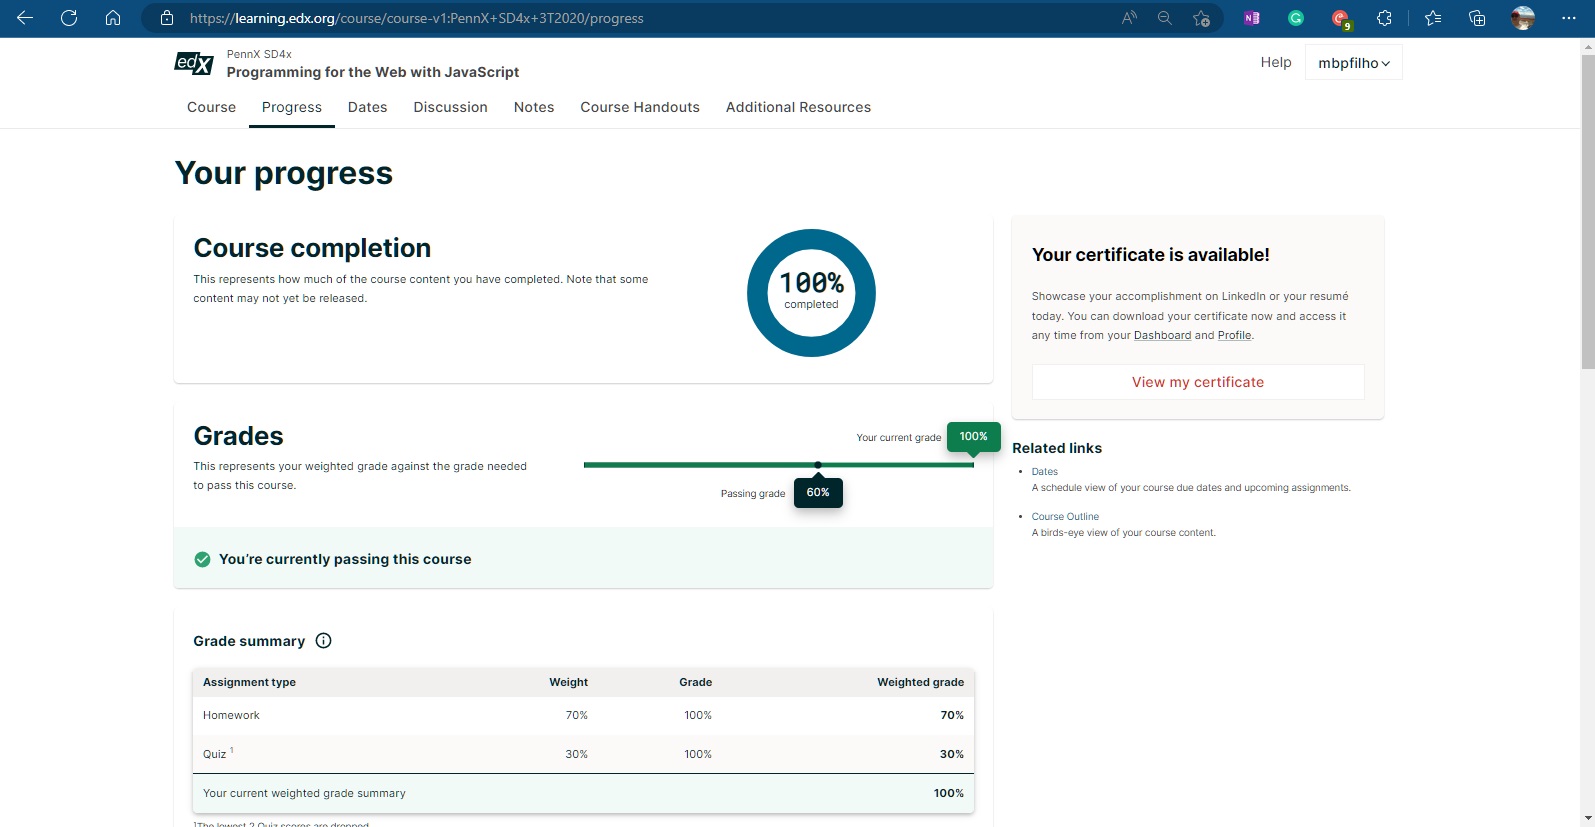 https://learning.edx.org/course/course-v1:PennX+SD4x+3T2020/progress
N
9
edX
PennX SD4x
Programming for the Web with JavaScript
Help
mbpfilho
Course Progress Dates Discussion Notes Course Handouts Additional Resources
Your progress
Course completion
This represents how much of the course content you have completed. Note that some
content may not yet be released.
100%
completed
Your certificate is available!
Showcase your accomplishment on LinkedIn or your resumé
today. You can download your certificate now and access it
any time from your Dashboard and Profile.
View my certificate
Grades
This represents your weighted grade against the grade needed
to pass this course.
Your current grade 100%
Passing grade 60%
You're currently passing this course
Related links
Dates
A schedule view of your course due dates and upcoming assignments.
Course Outline
A birds-eye view of your course content.
Grade summary
Assignment type Weight Grade Weighted grade
Homework 70% 100% 70%
Quiz 1 30% 100% 30%
Your current weighted grade summary 100%
1The lowest 2 Quiz scores are dropped